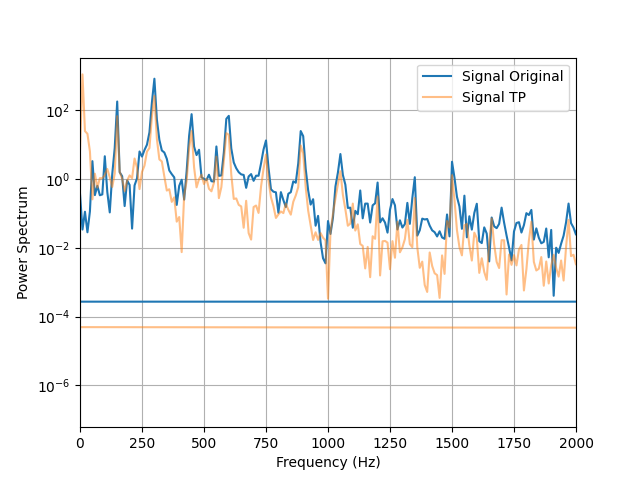 Signal Original
Signal TP
Power Spectrum
10²
10⁰
10⁻²
10⁻⁴
10⁻⁶
0 250 500 750 1000 1250 1500 1750 2000
Frequency (Hz)